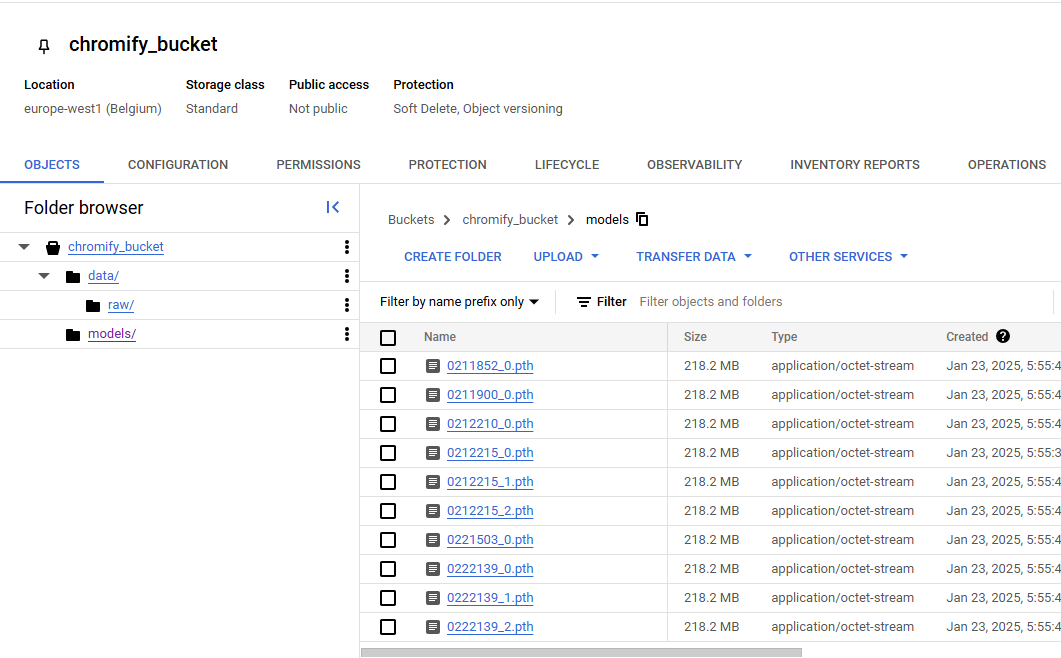 chromify_bucket
Location Storage class Public access Protection
europe-west1 (Belgium) Standard Not public Soft Delete, Object versioning
OBJECTS CONFIGURATION PERMISSIONS PROTECTION LIFECYCLE OBSERVABILITY INVENTORY REPORTS OPERATIONS
Folder browser
chromify_bucket
data/
raw/
models/
Buckets chromify_bucket models
CREATE FOLDER UPLOAD TRANSFER DATA OTHER SERVICES
Filter by name prefix only Filter Filter objects and folders
Name Size Type Created ?
0211852_0.pth 218.2 MB application/octet-stream Jan 23, 2025, 5:55:4
0211900_0.pth 218.2 MB application/octet-stream Jan 23, 2025, 5:55:4
0212210_0.pth 218.2 MB application/octet-stream Jan 23, 2025, 5:55:4
0212215_0.pth 218.2 MB application/octet-stream Jan 23, 2025, 5:55:3
0212215_1.pth 218.2 MB application/octet-stream Jan 23, 2025, 5:55:4
0212215_2.pth 218.2 MB application/octet-stream Jan 23, 2025, 5:55:4
0221503_0.pth 218.2 MB application/octet-stream Jan 23, 2025, 5:55:4
0222139_0.pth 218.2 MB application/octet-stream Jan 23, 2025, 5:55:4
0222139_1.pth 218.2 MB application/octet-stream Jan 23, 2025, 5:55:4
0222139_2.pth 218.2 MB application/octet-stream Jan 23, 2025, 5:55:4